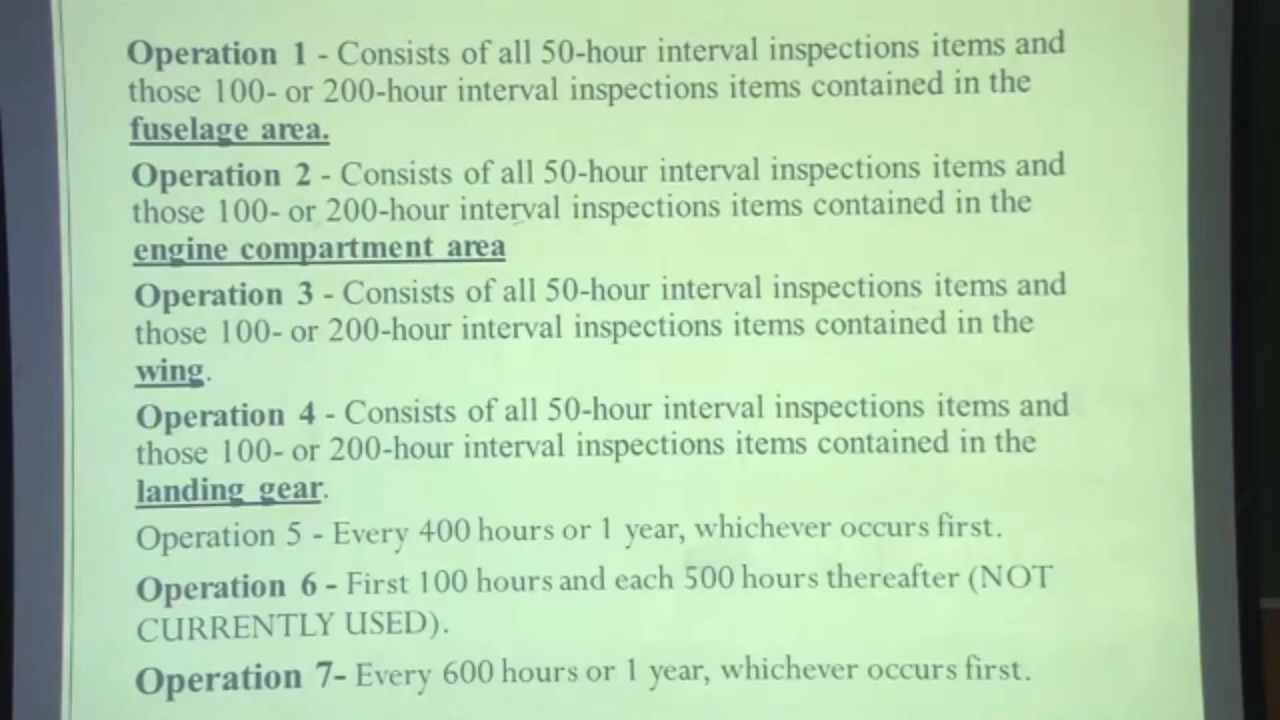 Operation 1 - Consists of all 50-hour interval inspections items and
those 100- or 200-hour interval inspections items contained in the
fuselage area.
Operation 2 - Consists of all 50-hour interval inspections items and
those 100- or 200-hour interval inspections items contained in the
engine compartment area
Operation 3 - Consists of all 50-hour interval inspections items and
those 100- or 200-hour interval inspections items contained in the
wing.
Operation 4 - Consists of all 50-hour interval inspections items and
those 100- or 200-hour interval inspections items contained in the
landing gear.
Operation 5 - Every 400 hours or 1 year, whichever occurs first.
Operation 6 - First 100 hours and each 500 hours thereafter (NOT
CURRENTLY USED).
Operation 7- Every 600 hours or 1 year, whichever occurs first.